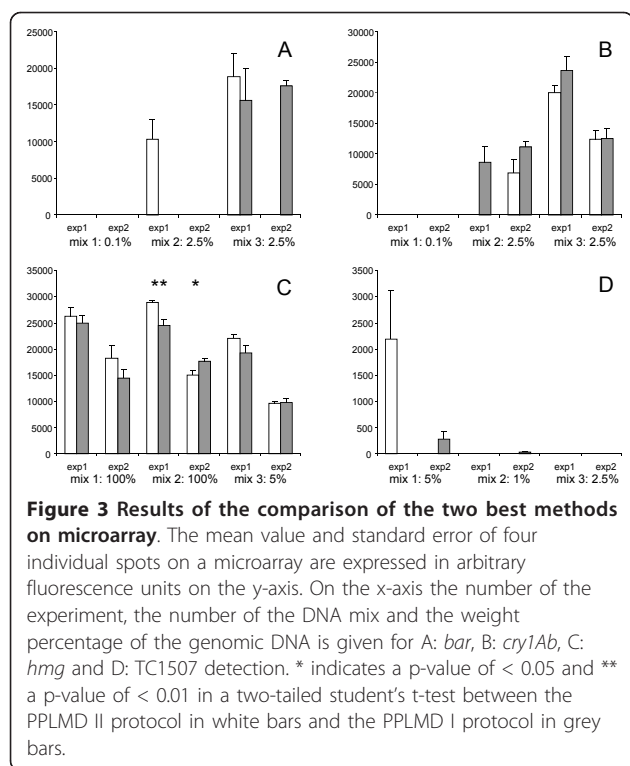 25000
20000
15000
10000
5000
0
A
exp1 exp2 exp1 exp2 exp1 exp2
mix 1: 0.1% mix 2: 2.5% mix 3: 2.5%
30000
25000
20000
15000
10000
5000
0
B
exp1 exp2 exp1 exp2 exp1 exp2
mix 1: 0.1% mix 2: 2.5% mix 3: 2.5%
35000
30000
25000
20000
15000
10000
5000
0
** *
C
exp1 exp2 exp1 exp2 exp1 exp2
mix 1: 100% mix 2: 100% mix 3: 5%
3500
3000
2500
2000
1500
1000
500
0
D
exp1 exp2 exp1 exp2 exp1 exp2
mix 1: 5% mix 2: 1% mix 3: 2.5%
Figure 3 Results of the comparison of the two best methods
on microarray. The mean value and standard error of four
individual spots on a microarray are expressed in arbitrary
fluorescence units on the y-axis. On the x-axis the number of the
experiment, the number of the DNA mix and the weight
percentage of the genomic DNA is given for A: bar, B: cry1Ab, C:
hmg and D: TC1507 detection. * indicates a p-value of < 0.05 and **
a p-value of < 0.01 in a two-tailed student's t-test between the
PPLMD II protocol in white bars and the PPLMD I protocol in grey
bars.